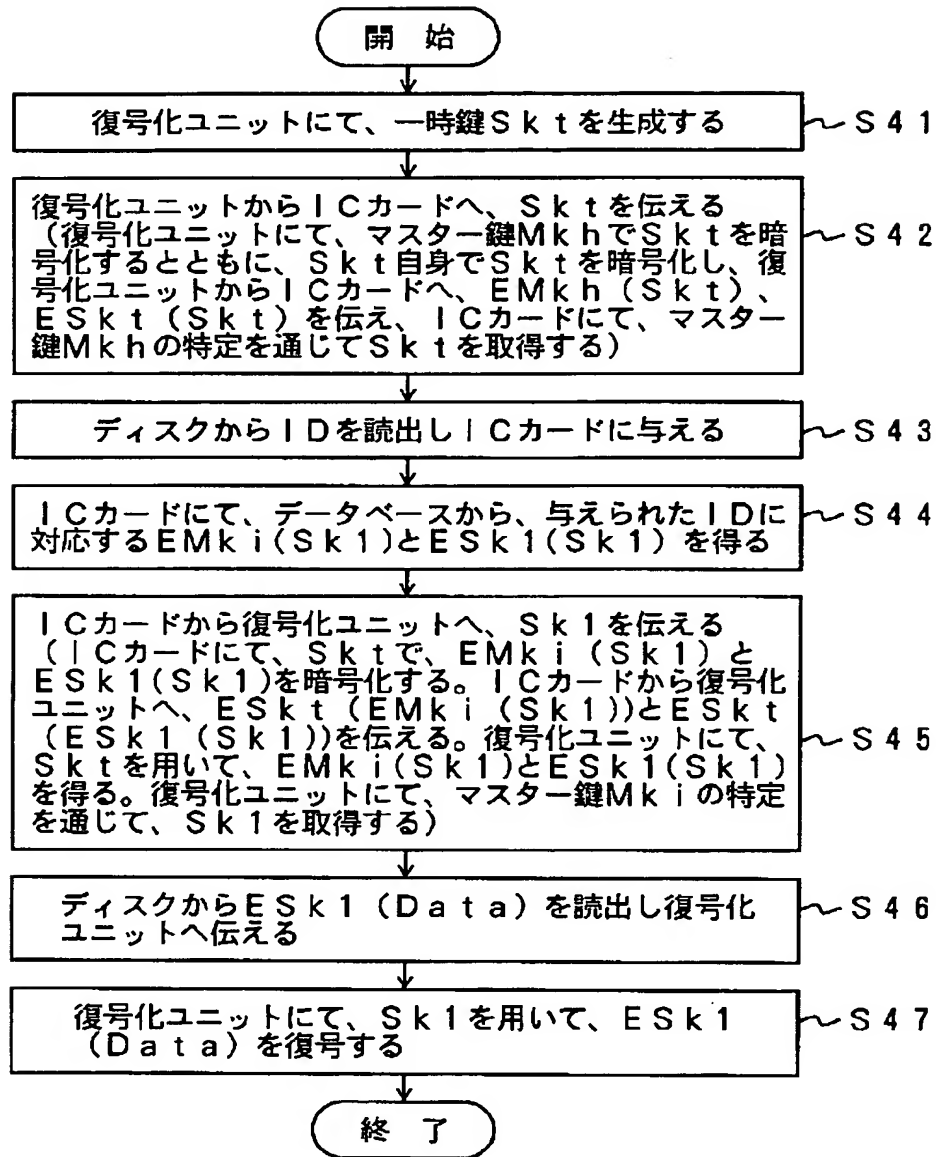 開 始
復号化ユニットにて、一時鍵Sktを生成する
S41
復号化ユニットからICカードへ、Sktを伝える
(復号化ユニットにて、マスター鍵MkhでSktを暗
号化するとともに、Skt自身でSktを暗号化し、復
号化ユニットからICカードへ、EMkh(Skt)、
ESkt(Skt)を伝え、ICカードにて、マスター
鍵Mkhの特定を通じてSktを取得する)
S42
ディスクからIDを読出しICカードに与える
S43
ICカードにて、データベースから、与えられたIDに
対応するEMki(Sk1)とESk1(Sk1)を得る
S44
ICカードから復号化ユニットへ、Sk1を伝える
(ICカードにて、Sktで、EMki(Sk1)と
ESk1(Sk1)を暗号化する。ICカードから復号化
ユニットへ、ESkt(EMki(Sk1))とESkt
(ESk1(Sk1))を伝える。復号化ユニットにて、
Sktを用いて、EMki(Sk1)とESk1(Sk1)
を得る。復号化ユニットにて、マスター鍵Mkiの特定
を通じて、Sk1を取得する)
S45
ディスクからESk1(Data)を読出し復号化
ユニットへ伝える
S46
復号化ユニットにて、Sk1を用いて、ESk1
(Data)を復号する
S47
終 了